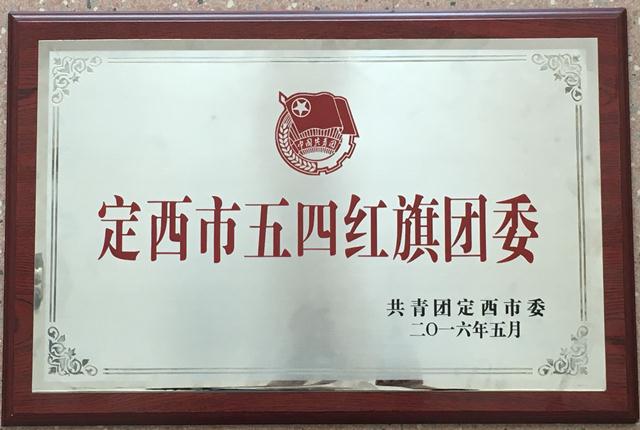 中国共青团
定西市五四红旗团委
共青团定西市委
二〇一六年五月